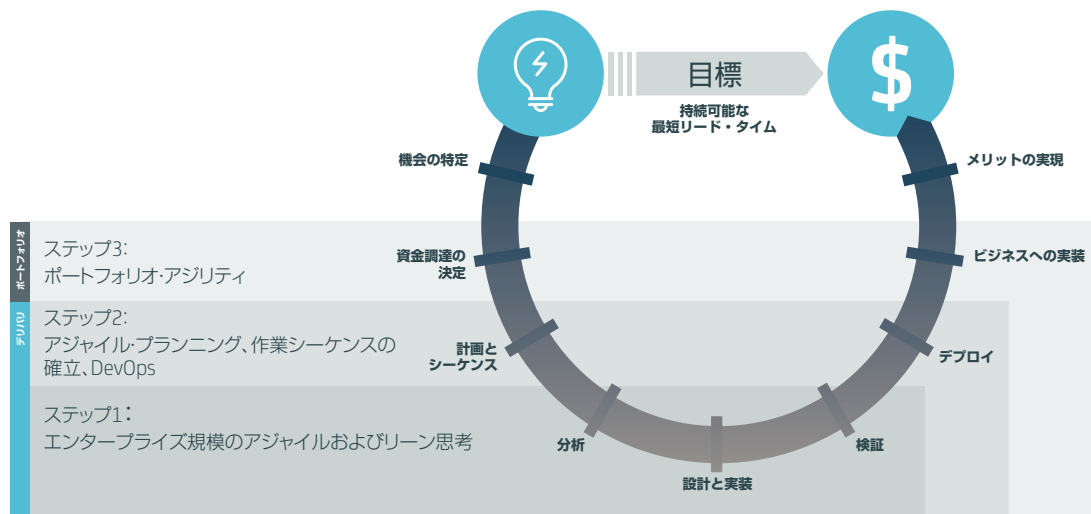 目標
持続可能な
最短リード・タイム
$
機会の特定
メリットの実現
ポートフォリオ
ステップ3:
ポートフォリオ・アジリティ
資金調達の
決定
ビジネスへの実装
デリバリ
ステップ2:
アジャイル・プランニング、作業シーケンスの
確立、DevOps
計画と
シーケンス
デプロイ
ステップ1:
エンタープライズ規模のアジャイルおよびリーン思考
分析
検証
設計と実装